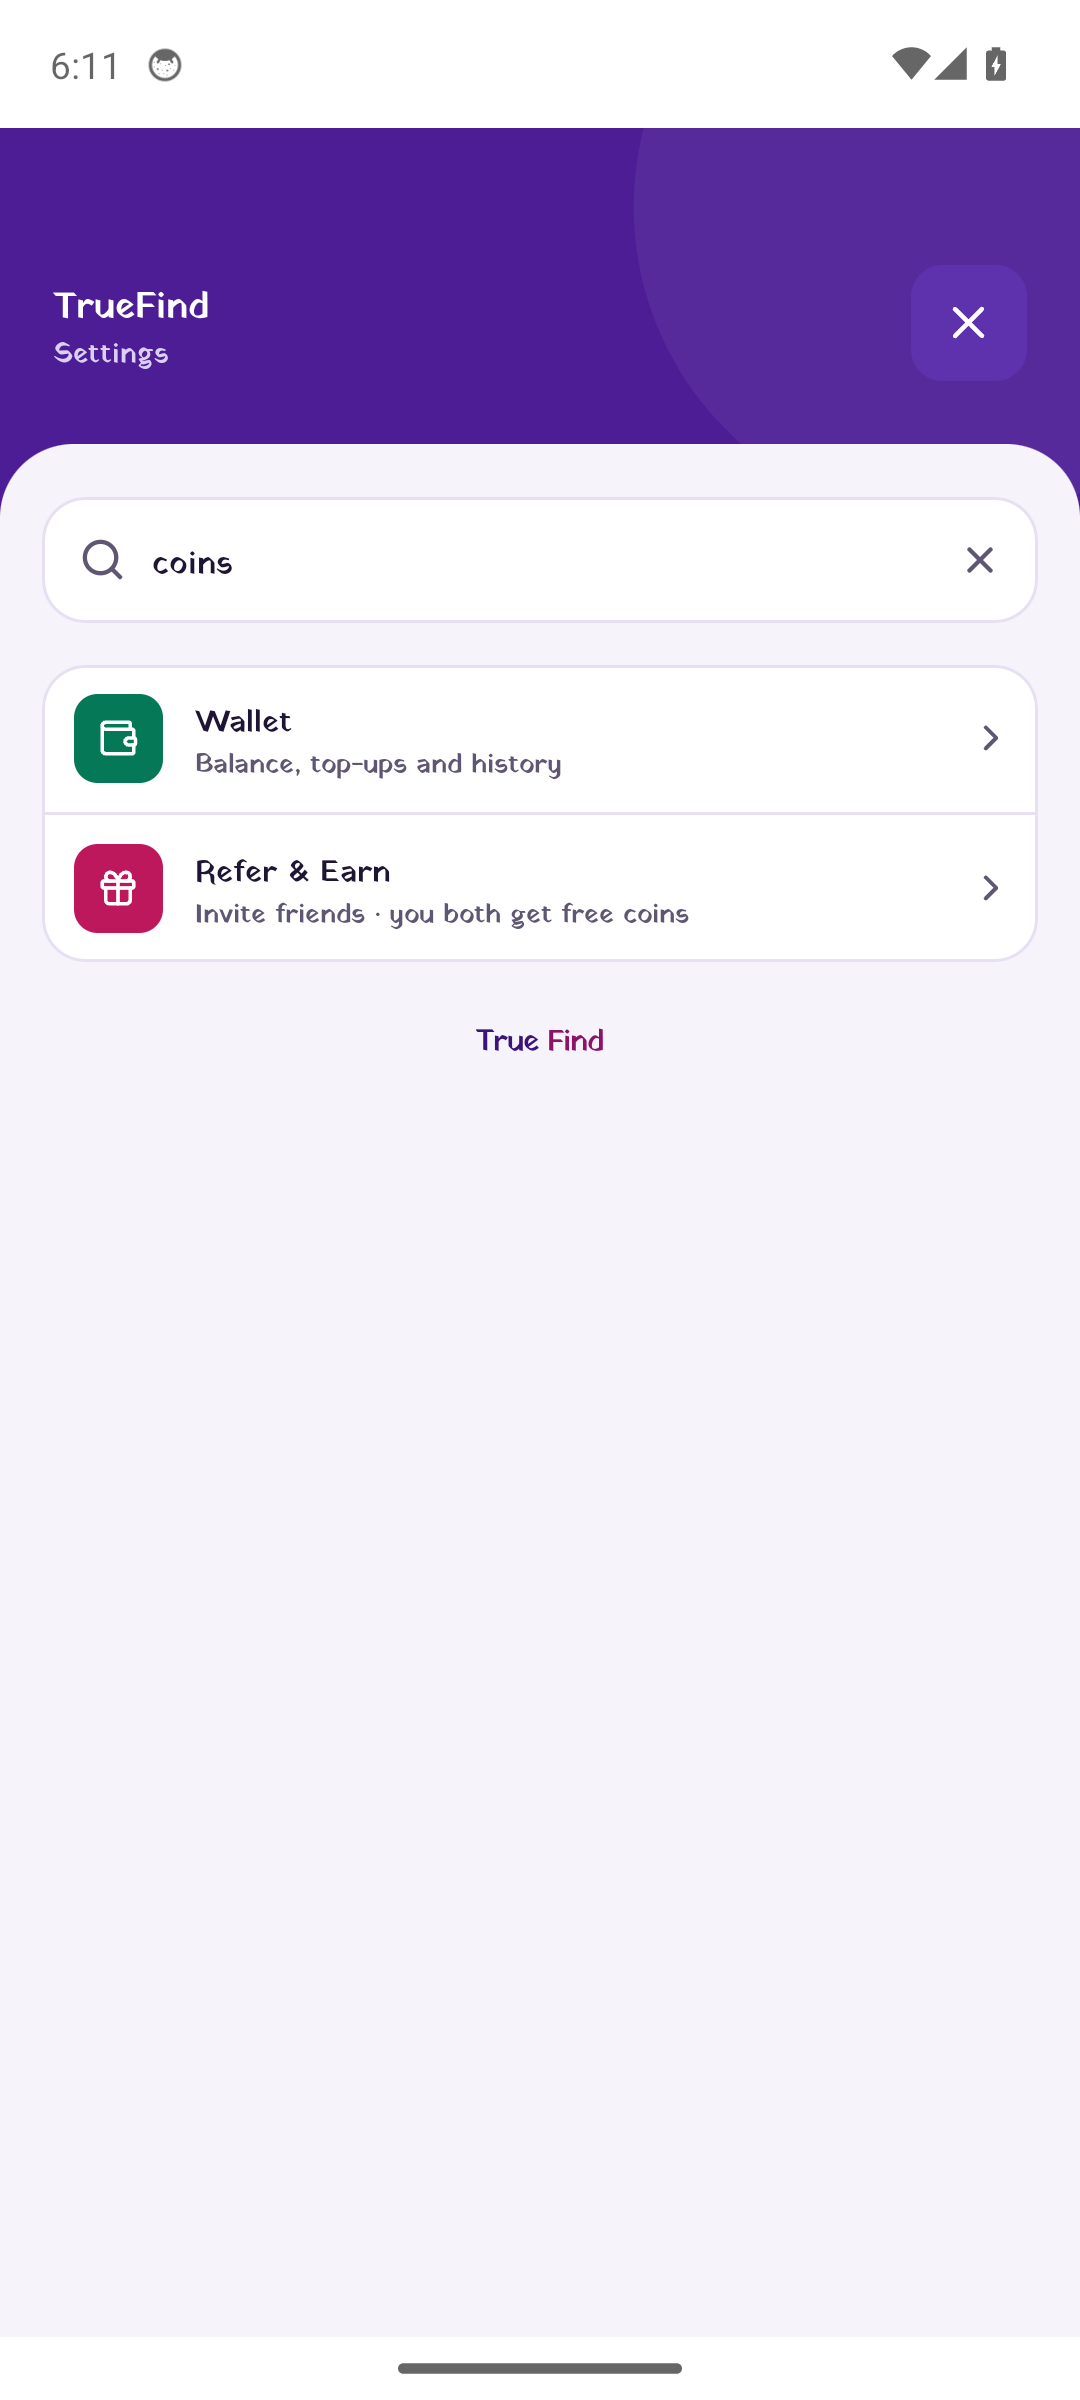 6:11
TrueFind
Settings
coins
Wallet
Balance, top-ups and history
Refer & Earn
Invite friends · you both get free coins
True Find